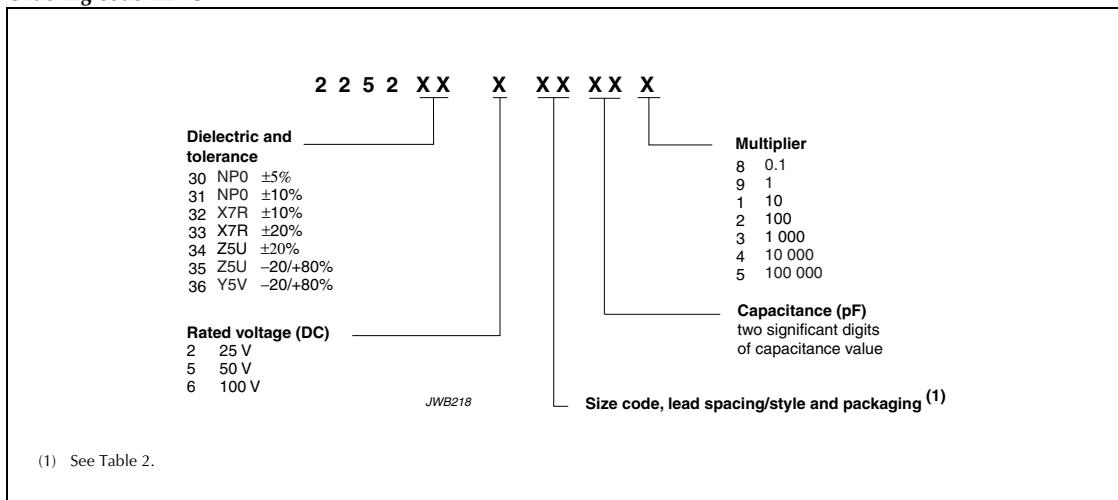 2 2 5 2 X X X X X X X X
Dielectric and
tolerance
30 NP0 ±5%
31 NP0 ±10%
32 X7R ±10%
33 X7R ±20%
34 Z5U ±20%
35 Z5U −20/+80%
36 Y5V −20/+80%
Rated voltage (DC)
2 25 V
5 50 V
6 100 V
Multiplier
8 0.1
9 1
1 10
2 100
3 1 000
4 10 000
5 100 000
Capacitance (pF)
two significant digits
of capacitance value
JWB218
Size code, lead spacing/style and packaging (1)
(1) See Table 2.